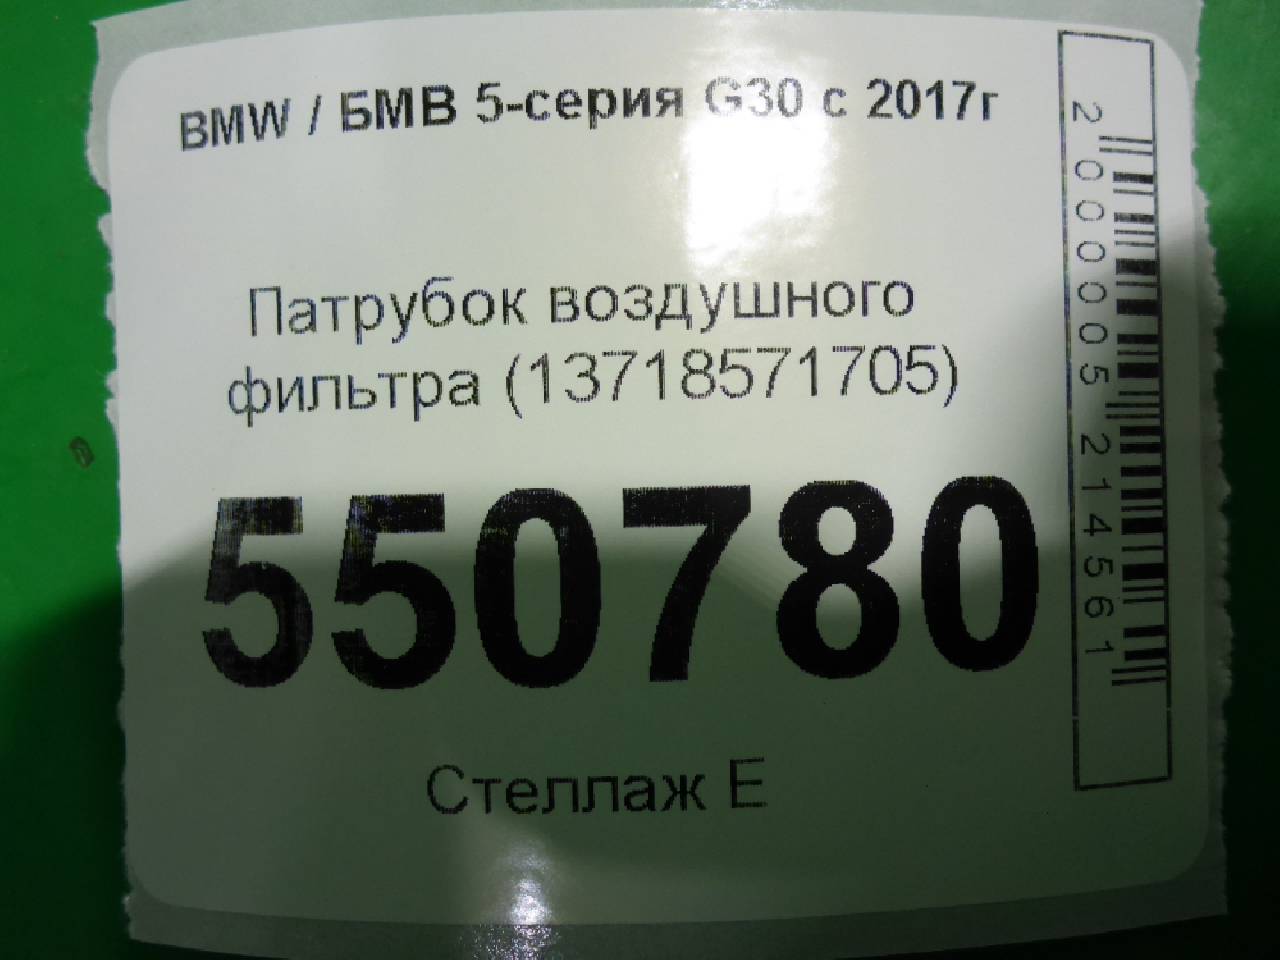 BMW / БМВ 5-серия G30 с 2017г
Патрубок воздушного
фильтра (13718571705)
550780
Стеллаж Е
2000005214561